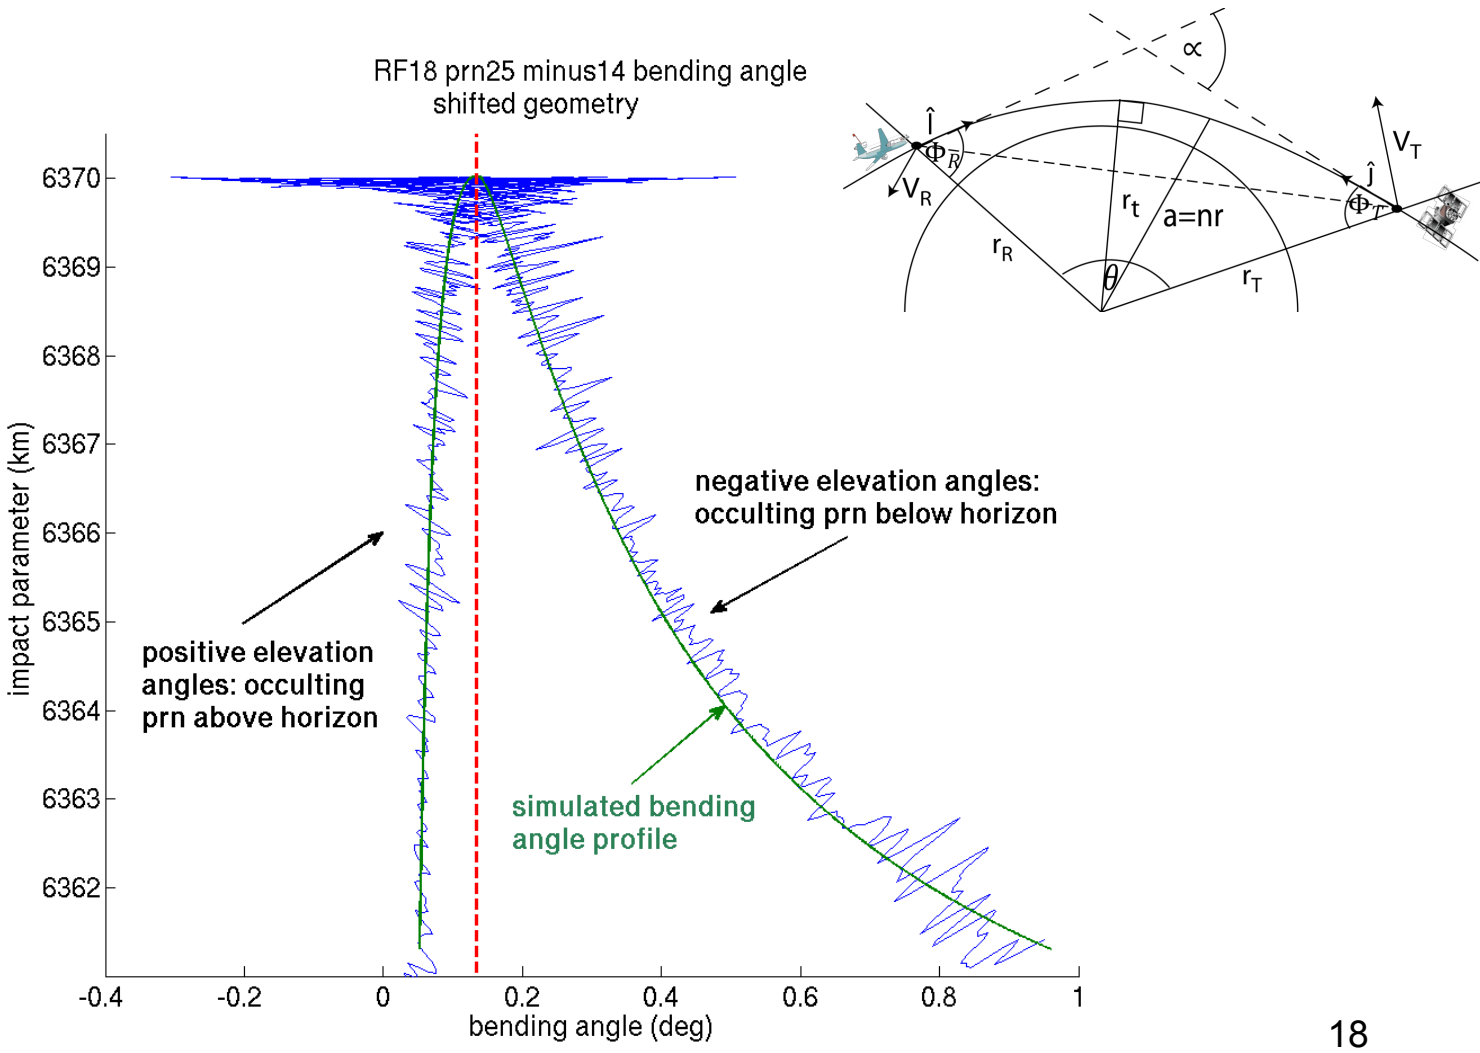 RF18 prn25 minus14 bending angle
shifted geometry
6370
6369
6368
6367
6366
6365
6364
6363
6362
impact parameter (km)
-0.4
-0.2
0
0.2
0.4
0.6
0.8
1
bending angle (deg)
positive elevation
angles: occulting
prn above horizon
negative elevation angles:
occulting prn below horizon
simulated bending
angle profile
∝
l̂
Φ_R
V_R
V_T
ĵ
Φ_T
r_t
a=nr
r_R
θ
r_T
18